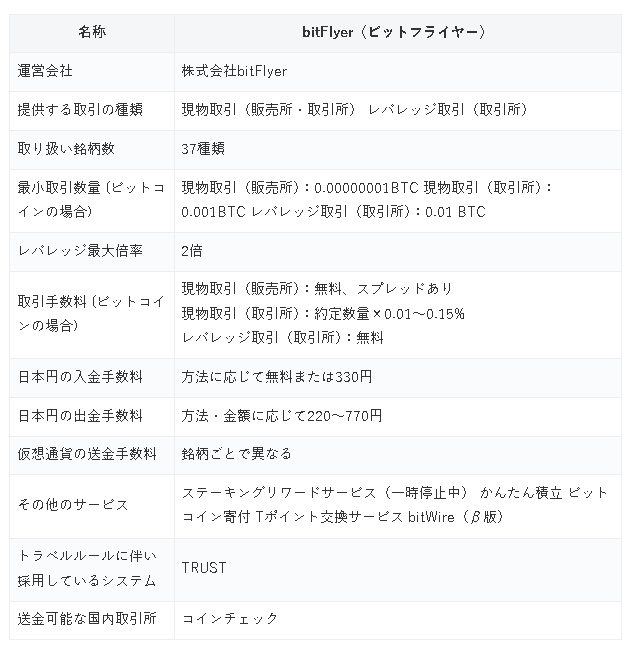 名称
bitFlyer（ビットフライヤー）
運営会社
株式会社bitFlyer
提供する取引の種類
現物取引（販売所・取引所） レバレッジ取引（取引所）
取り扱い銘柄数
37種類
最小取引数量 (ビットコ
インの場合)
現物取引（販売所）：0.00000001BTC 現物取引（取引所）：
0.001BTC レバレッジ取引（取引所）：0.01 BTC
レバレッジ最大倍率
2倍
取引手数料 (ビットコイ
ンの場合)
現物取引（販売所）：無料、スプレッドあり
現物取引（取引所）：約定数量×0.01～0.15%
レバレッジ取引（取引所）：無料
日本円の入金手数料
方法に応じて無料または330円
日本円の出金手数料
方法・金額に応じて220～770円
仮想通貨の送金手数料
銘柄ごとで異なる
その他のサービス
ステーキングリワードサービス（一時停止中） かんたん積立 ビット
コイン寄付 Tポイント交換サービス bitWire（β版）
トラベルルールに伴い
採用しているシステム
TRUST
送金可能な国内取引所
コインチェック